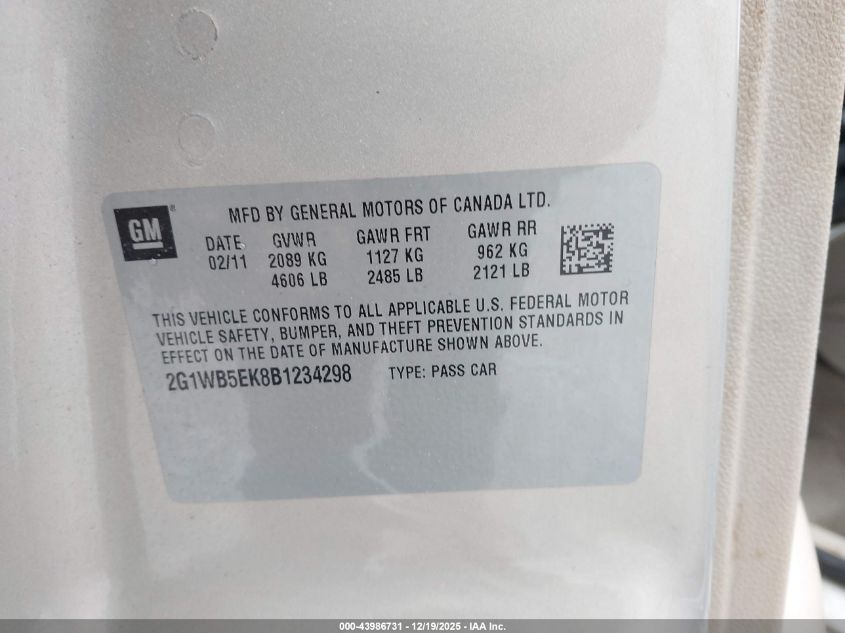 GM®
MFD BY GENERAL MOTORS OF CANADA LTD.
DATE GVWR GAWR FRT GAWR RR
02/11 2089 KG 1127 KG 962 KG
4606 LB 2485 LB 2121 LB
THIS VEHICLE CONFORMS TO ALL APPLICABLE U.S. FEDERAL MOTOR
VEHICLE SAFETY, BUMPER, AND THEFT PREVENTION STANDARDS IN
EFFECT ON THE DATE OF MANUFACTURE SHOWN ABOVE.
2G1WB5EK8B1234298 TYPE: PASS CAR
000-43986731 - 12/19/2025 - IAA Inc.